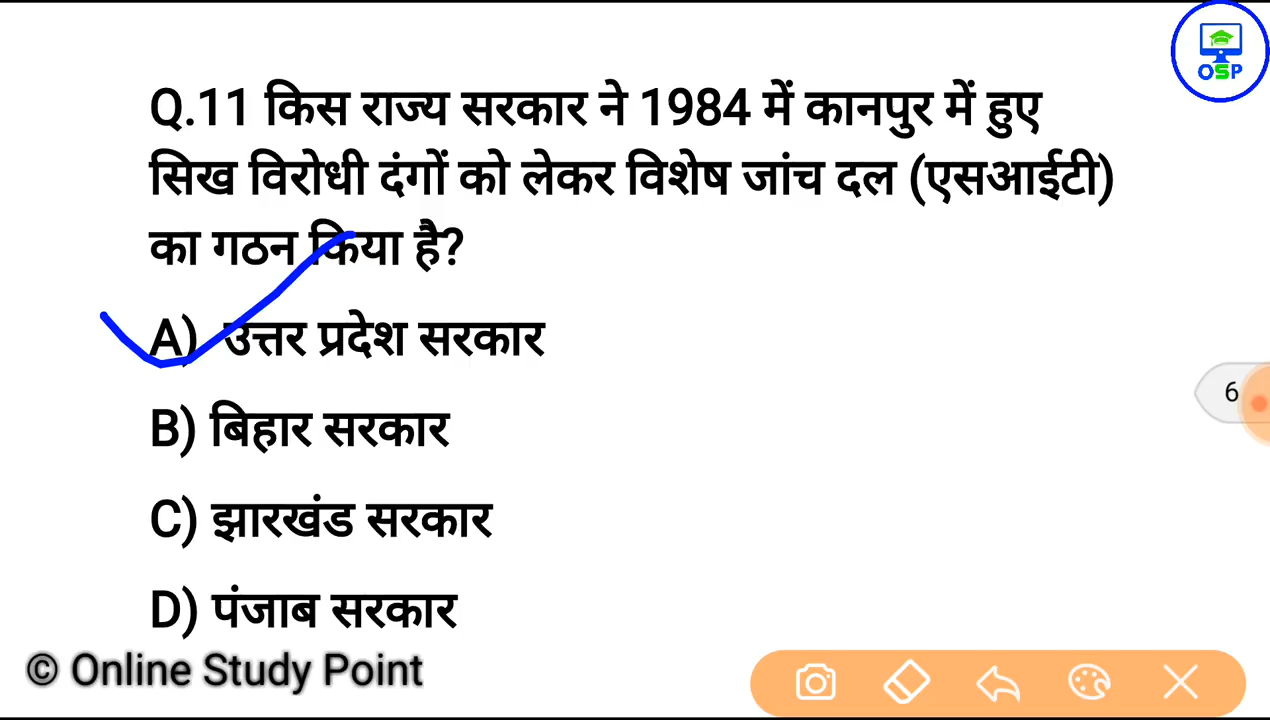 OSP
Q.11 किस राज्य सरकार ने 1984 में कानपुर में हुए
सिख विरोधी दंगों को लेकर विशेष जांच दल (एसआईटी)
का गठन किया है?
A) उत्तर प्रदेश सरकार
B) बिहार सरकार
6
C) झारखंड सरकार
D) पंजाब सरकार
© Online Study Point